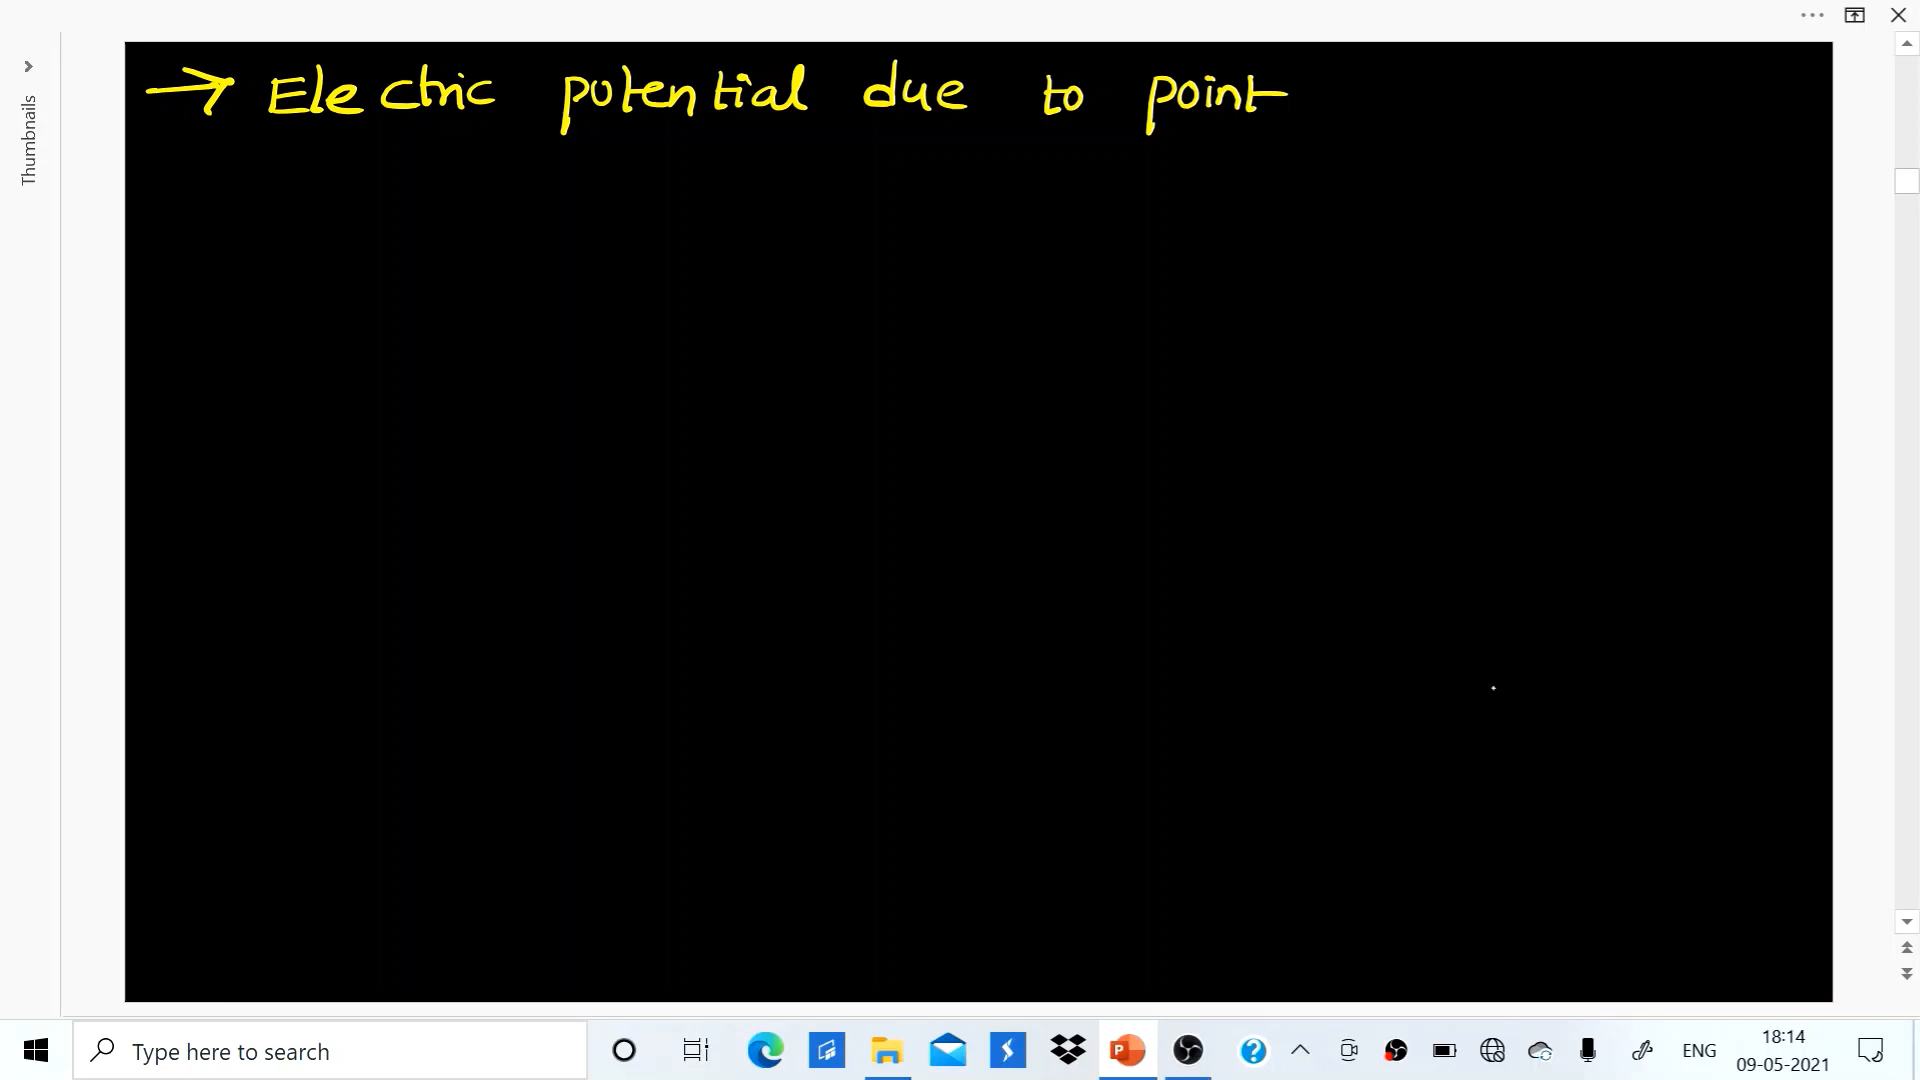 → Electric potential due to point
Thumbnails
Type here to search
ENG
18:14
09-05-2021